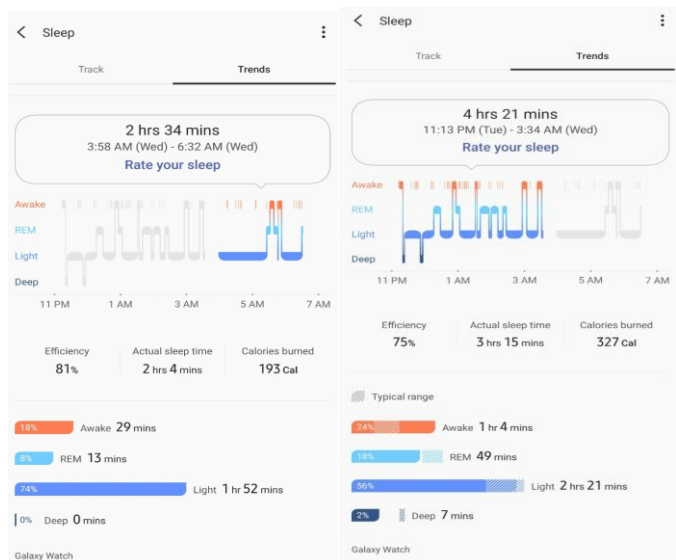 Sleep
Track Trends
2 hrs 34 mins
3:58 AM (Wed) - 6:32 AM (Wed)
Rate your sleep
Awake
REM
Light
Deep
11 PM 1 AM 3 AM 5 AM 7 AM
Efficiency Actual sleep time Calories burned
81% 2 hrs 4 mins 193 Cal
18% Awake 29 mins
8% REM 13 mins
74% Light 1 hr 52 mins
0% Deep 0 mins
Galaxy Watch
Sleep
Track Trends
4 hrs 21 mins
11:13 PM (Tue) - 3:34 AM (Wed)
Rate your sleep
Awake
REM
Light
Deep
11 PM 1 AM 3 AM 5 AM 7 AM
Efficiency Actual sleep time Calories burned
75% 3 hrs 15 mins 327 Cal
Typical range
24% Awake 1 hr 4 mins
18% REM 49 mins
56% Light 2 hrs 21 mins
2% Deep 7 mins
Galaxy Watch